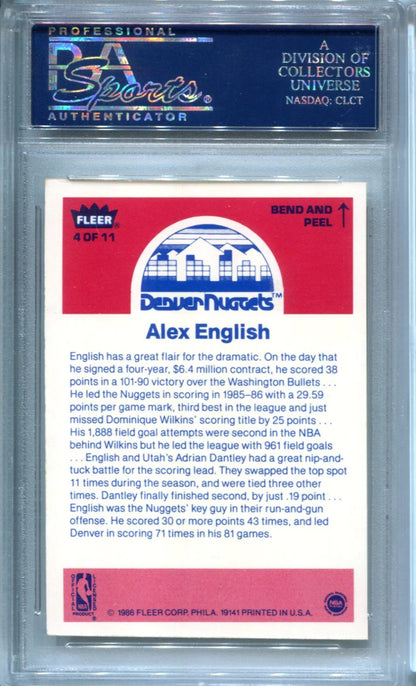 PROFESSIONAL
PSA
Sports®
AUTHENTICATOR
A
DIVISION OF
COLLECTORS
UNIVERSE
NASDAQ: CLCT
FLEER®
4 OF 11
BEND AND
PEEL
DENVER NUGGETS™
Alex English
English has a great flair for the dramatic. On the day that
he signed a four-year, $6.4 million contract, he scored 38
points in a 101-90 victory over the Washington Bullets . . .
He led the Nuggets in scoring in 1985–86 with a 29.59
points per game mark, third best in the league and just
missed Dominique Wilkins' scoring title by 25 points . . .
His 1,888 field goal attempts were second in the NBA
behind Wilkins but he led the league with 961 field goals
. . . English and Utah's Adrian Dantley had a great nip-and-
tuck battle for the scoring lead. They swapped the top spot
11 times during the season, and were tied three other
times. Dantley finally finished second, by just .19 point . . .
English was the Nuggets' key guy in their run-and-gun
offense. He scored 30 or more points 43 times, and led
Denver in scoring 71 times in his 81 games.
OFFICIAL
NBA
PRODUCT
LICENSED
NBA
© 1986 FLEER CORP. PHILA. 19141 PRINTED IN U.S.A.